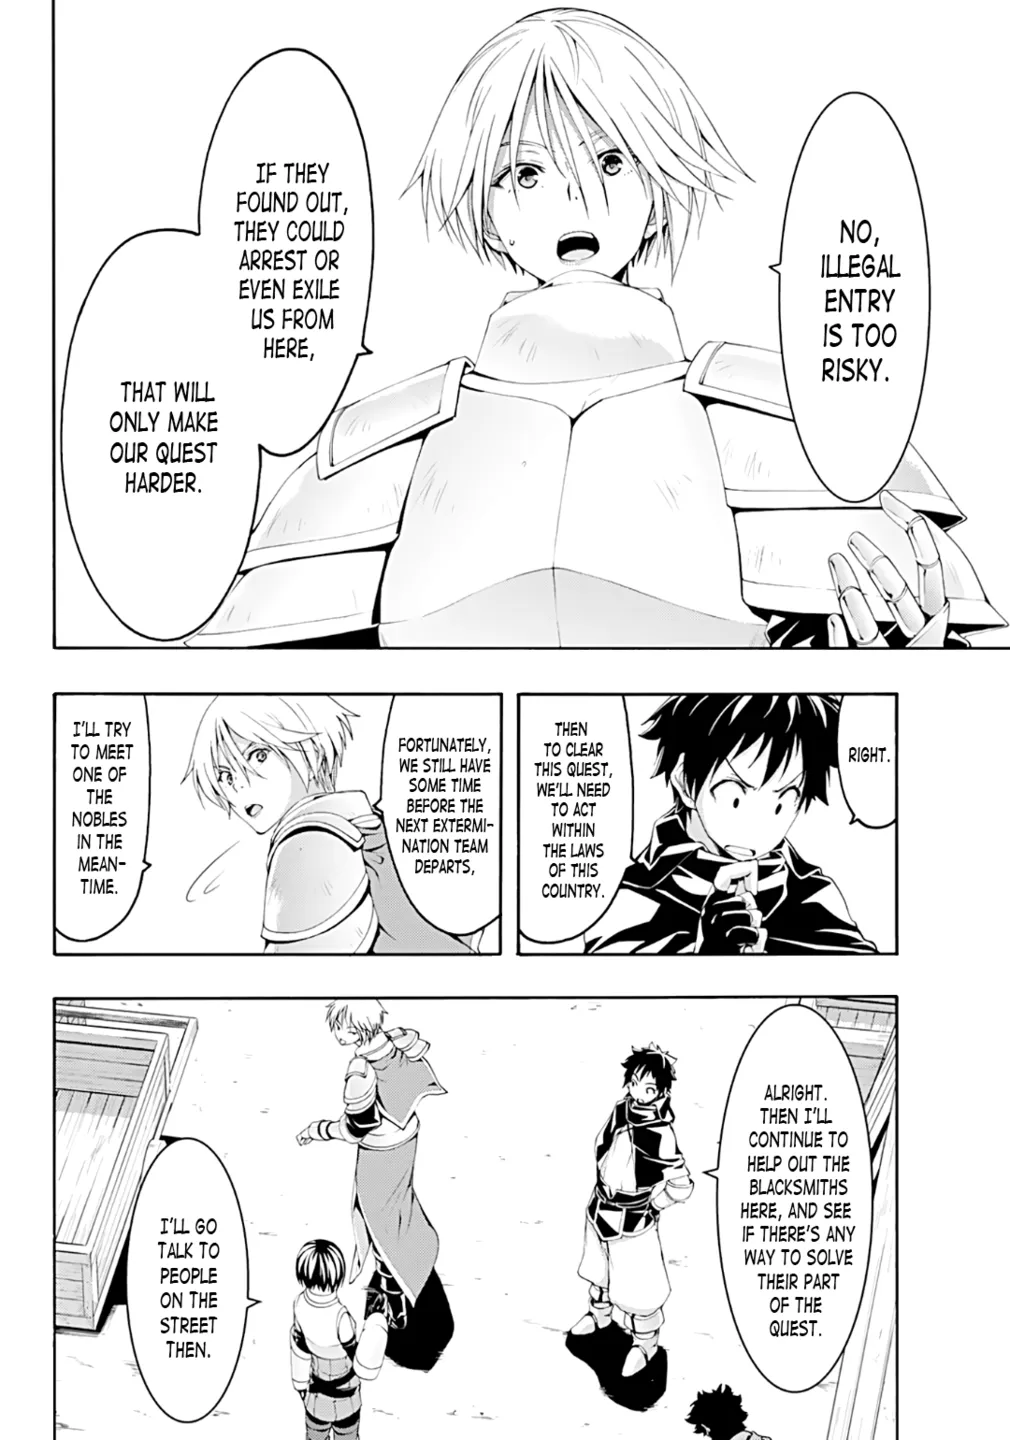 NO,
ILLEGAL
ENTRY
IS TOO
RISKY.
IF THEY
FOUND OUT,
THEY COULD
ARREST OR
EVEN EXILE
US FROM
HERE,
THAT WILL
ONLY MAKE
OUR QUEST
HARDER.
RIGHT.
THEN
TO CLEAR
THIS QUEST,
WE'LL NEED
TO ACT
WITHIN
THE LAWS
OF THIS
COUNTRY.
FORTUNATELY,
WE STILL HAVE
SOME TIME
BEFORE THE
NEXT EXTERMI-
NATION TEAM
DEPARTS,
I'LL TRY
TO MEET
ONE OF
THE
NOBLES
IN THE
MEAN-
TIME.
ALRIGHT.
THEN I'LL
CONTINUE TO
HELP OUT THE
BLACKSMITHS
HERE, AND SEE
IF THERE'S ANY
WAY TO SOLVE
THEIR PART
OF THE
QUEST.
I'LL GO
TALK TO
PEOPLE
ON THE
STREET
THEN.